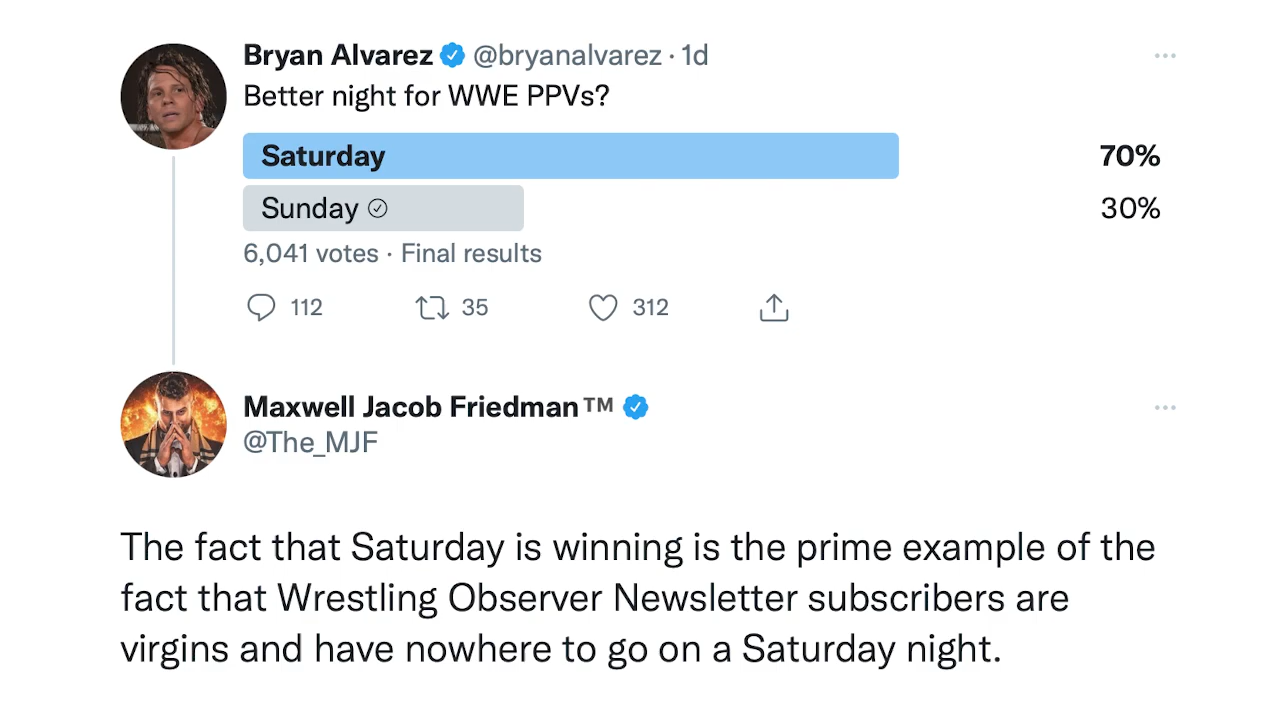 Bryan Alvarez @bryanalvarez · 1d
Better night for WWE PPVs?
Saturday 70%
Sunday 30%
6,041 votes · Final results
112 35 312
Maxwell Jacob Friedman™
@The_MJF
The fact that Saturday is winning is the prime example of the
fact that Wrestling Observer Newsletter subscribers are
virgins and have nowhere to go on a Saturday night.